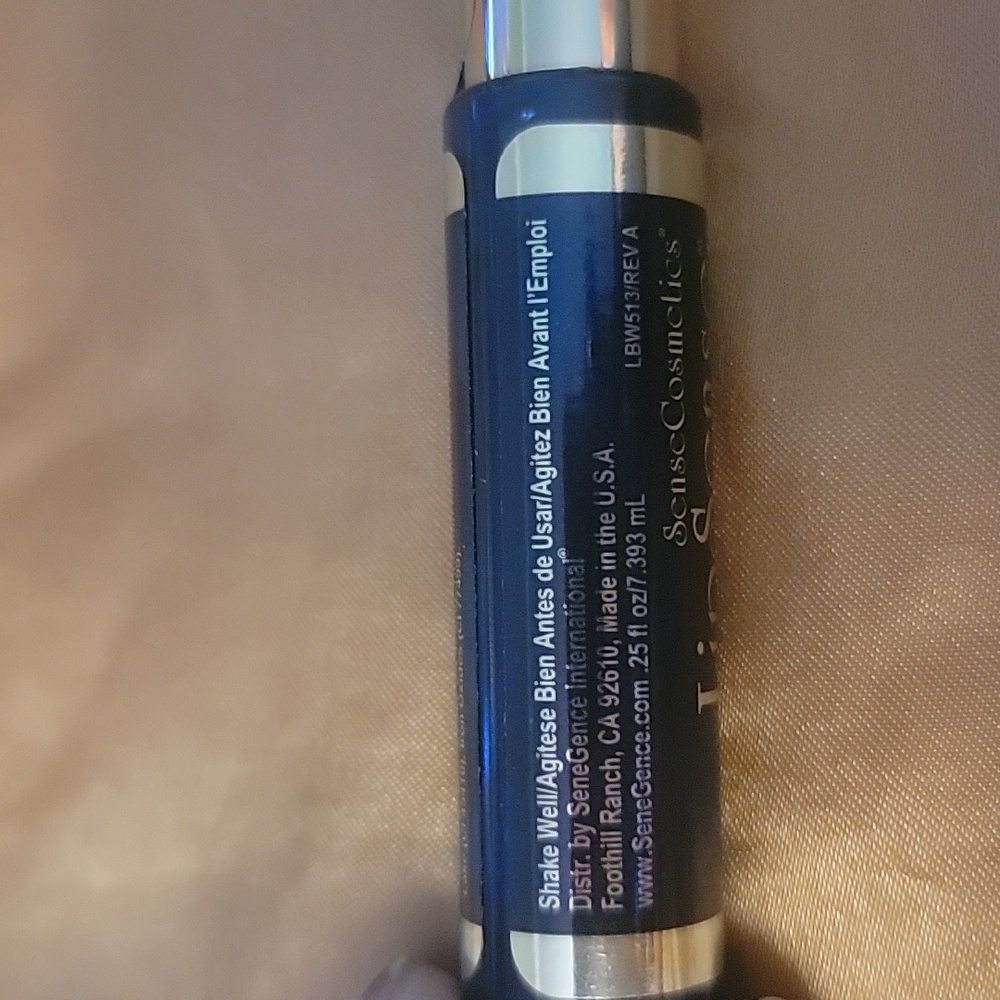 Shake Well/Agitese Bien Antes de Usar/Agitez Bien Avant l'Emploi
Distr. by SeneGence International®
Foothill Ranch, CA 92610, Made in the U.S.A.
www.SeneGence.com .25 fl oz/7.393 mL
LBW513/REV A
SenseCosmetics®
LipSense®